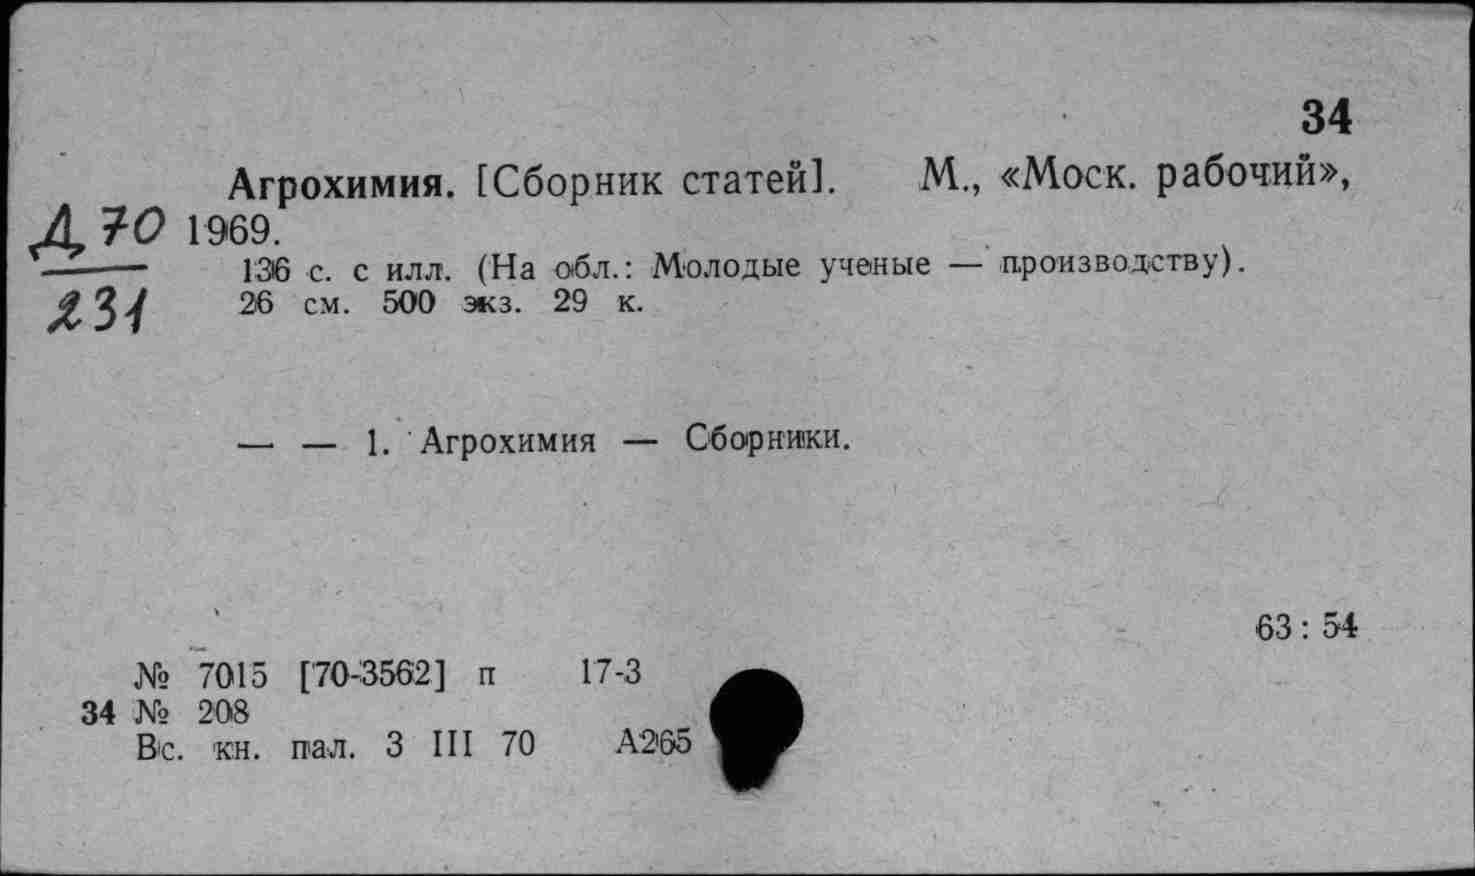 34
Агрохимия. [Сборник статей]. М., «Моск. рабочий»,
Д 70 1969.
136 с. с илл. (На обл.: Молодые ученые — производству).
231 26 см. 500 экз. 29 к.
— — 1. Агрохимия — Сборники.
63 : 54
№ 7015 [70-3562] п 17-3
34 № 208
Вс. кн. пал. 3 III 70 А265